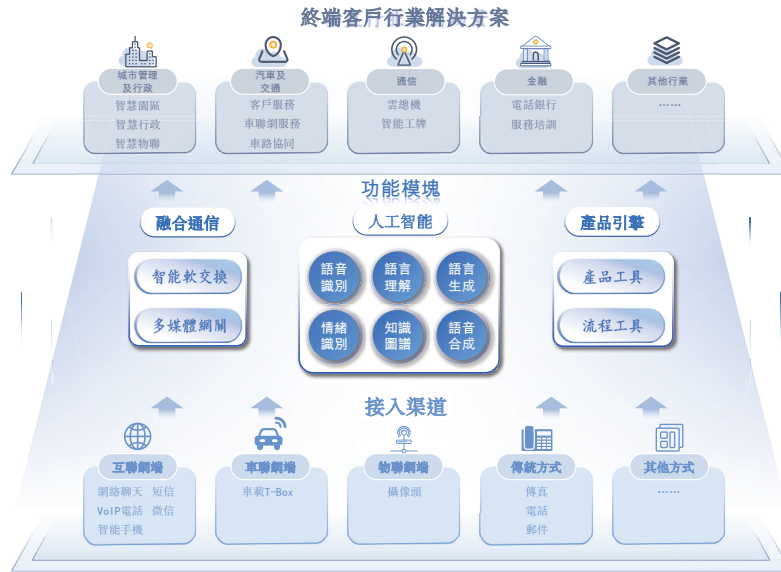 終端客戶行業解決方案
城市管理
及行政
智慧園區
智慧行政
智慧物聯
汽車及
交通
客戶服務
車聯網服務
車路協同
通信
雲總機
智能工牌
金融
電話銀行
服務培訓
其他行業
……
功能模塊
融合通信
智能軟交換
多媒體網關
人工智能
語音
識別
語言
理解
語言
生成
情緒
識別
知識
圖譜
語音
合成
產品引擎
產品工具
流程工具
接入渠道
互聯網端
網絡聊天 短信
VoIP電話 微信
智能手機
車聯網端
車載T-Box
物聯網端
攝像頭
傳統方式
傳真
電話
郵件
其他方式
……